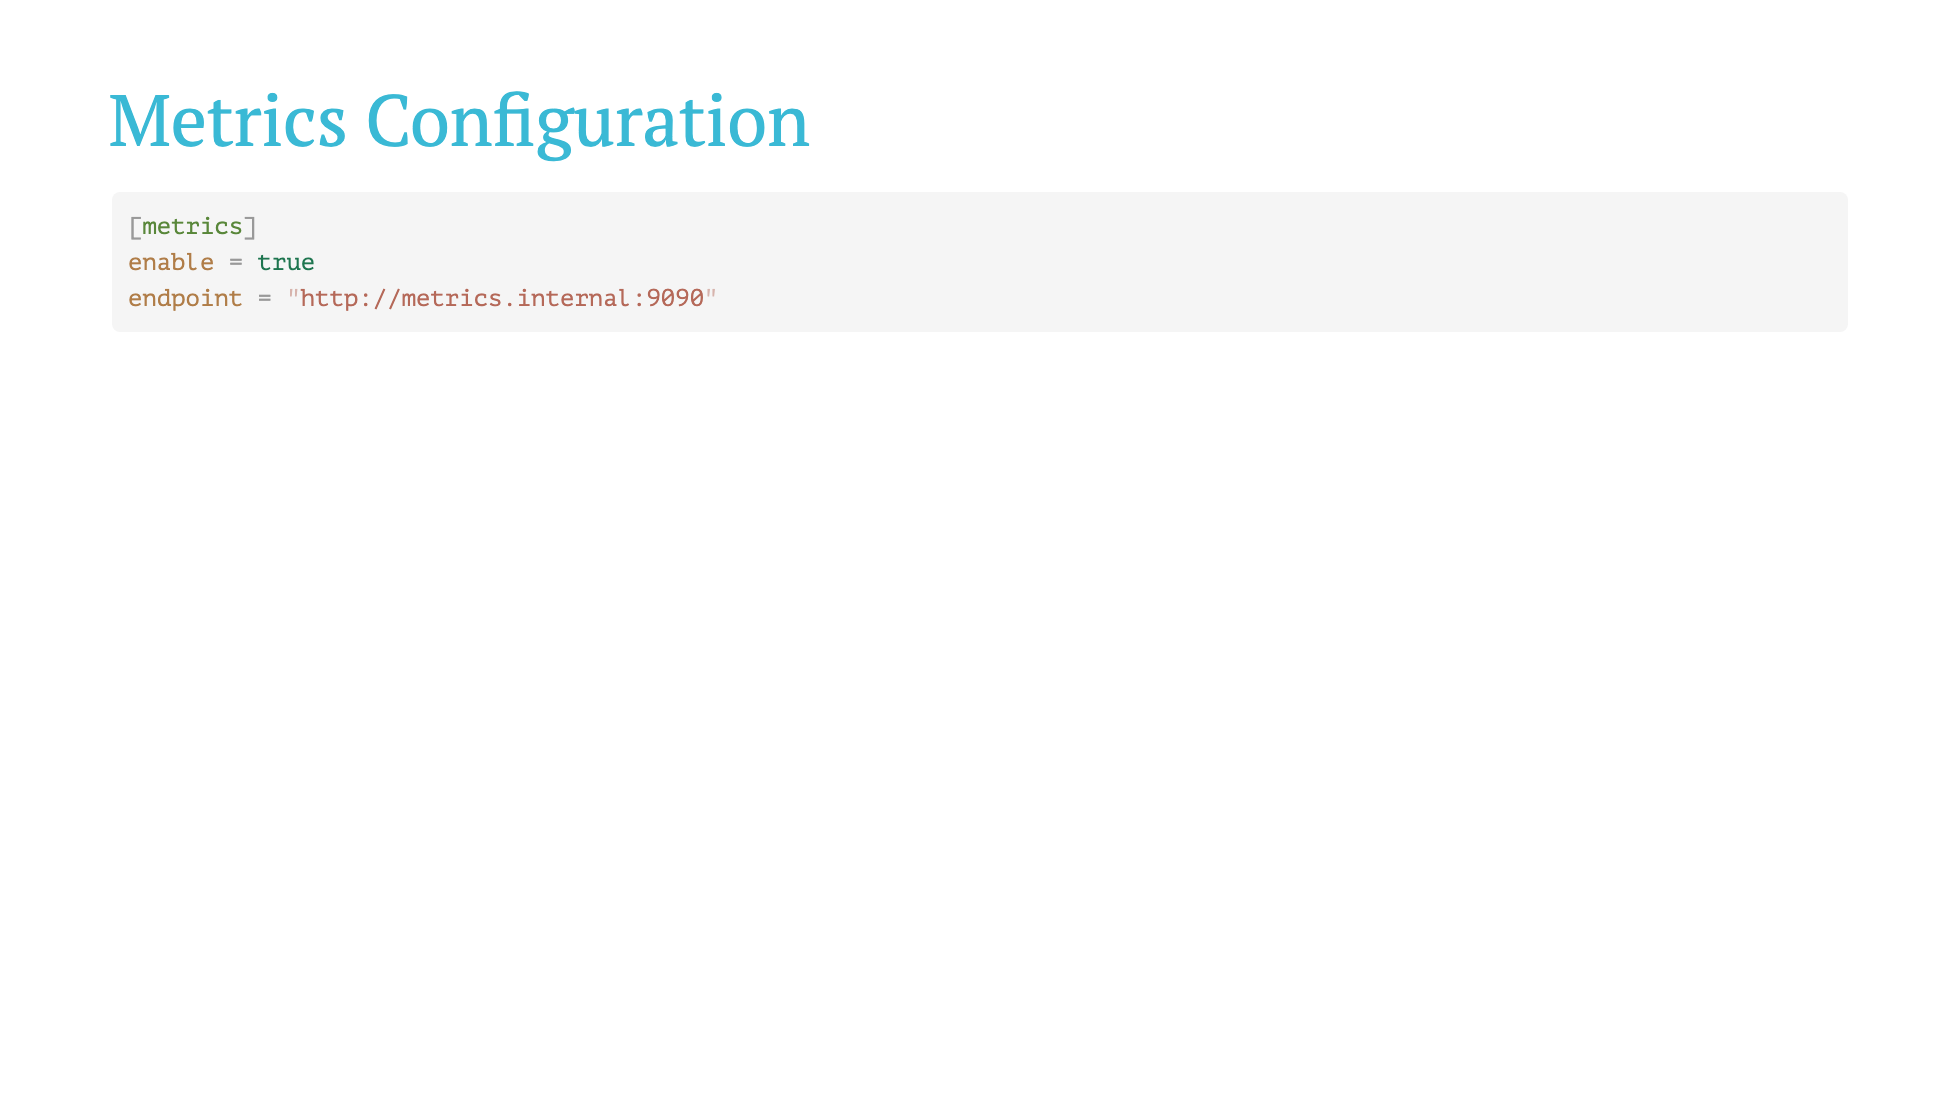 Metrics Configuration
[metrics]
enable = true
endpoint = "http://metrics.internal:9090"